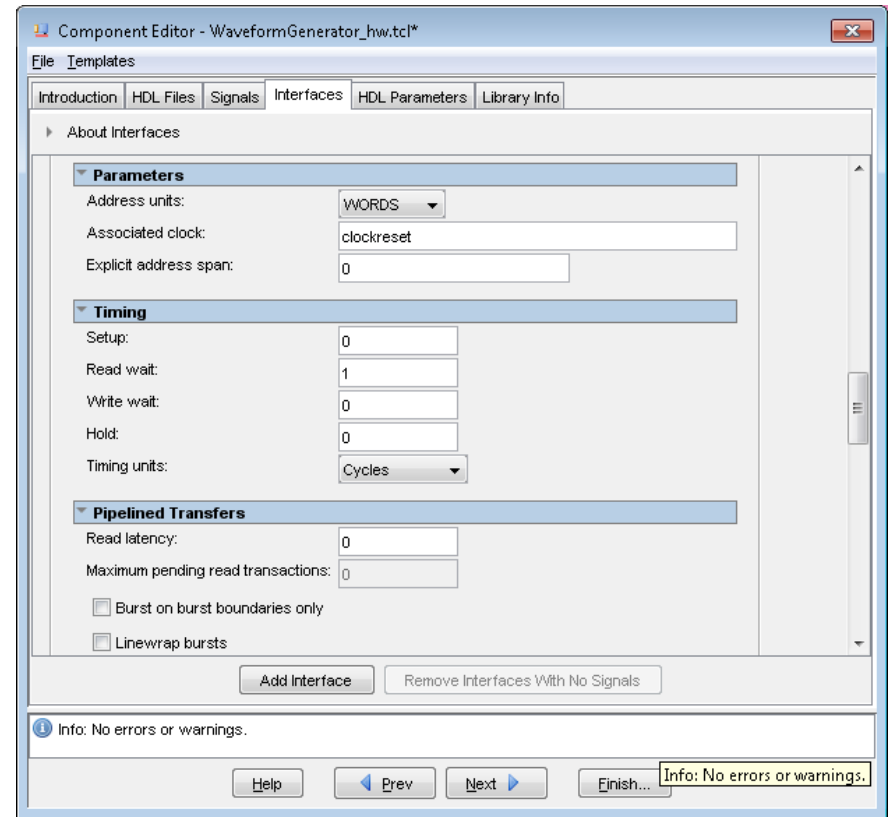 Component Editor - WaveformGenerator_hw.tcl*
File Templates
Introduction HDL Files Signals Interfaces HDL Parameters Library Info
About Interfaces
Parameters
Address units: WORDS
Associated clock: clockreset
Explicit address span: 0
Timing
Setup: 0
Read wait: 1
Write wait: 0
Hold: 0
Timing units: Cycles
Pipelined Transfers
Read latency: 0
Maximum pending read transactions: 0
Burst on burst boundaries only
Linewrap bursts
Add Interface Remove Interfaces With No Signals
Info: No errors or warnings.
Help Prev Next Finish... Info: No errors or warnings.